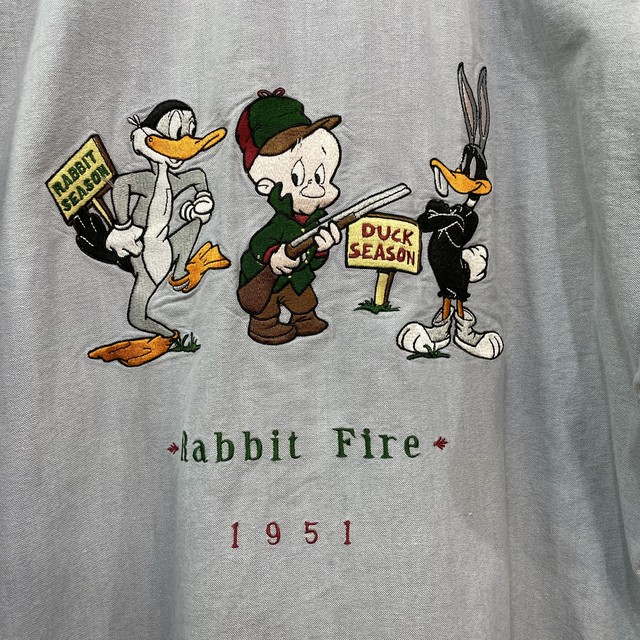 RABBIT
SEASON
DUCK
SEASON
Rabbit Fire
1951